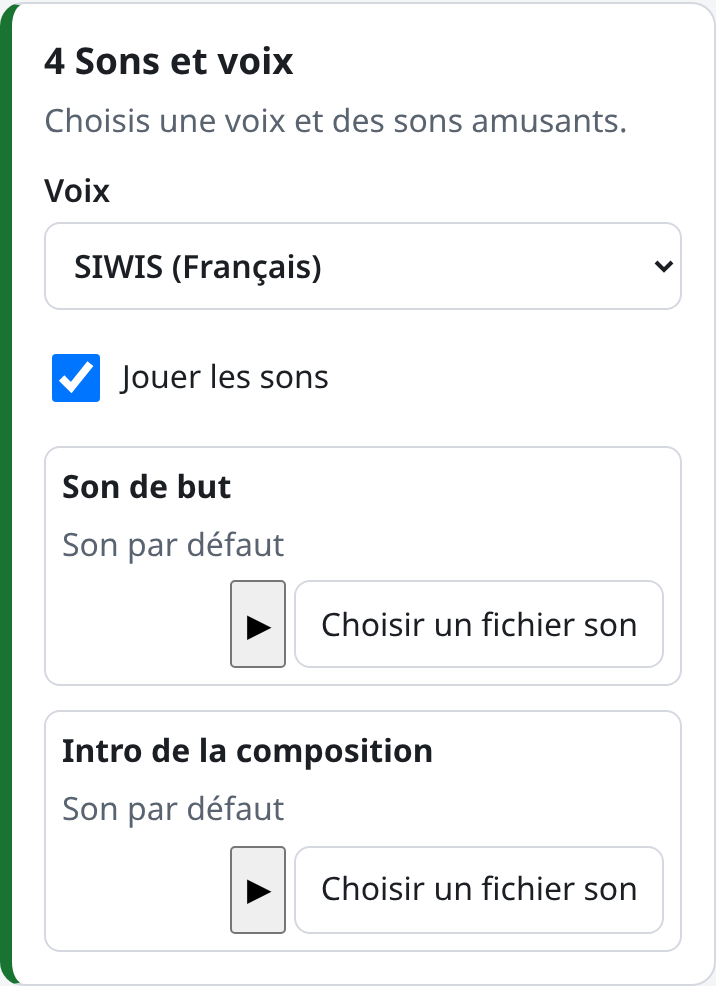 4 Sons et voix
Choisis une voix et des sons amusants.
Voix
SIWIS (Français)
Jouer les sons
Son de but
Son par défaut
▶ Choisir un fichier son
Intro de la composition
Son par défaut
▶ Choisir un fichier son